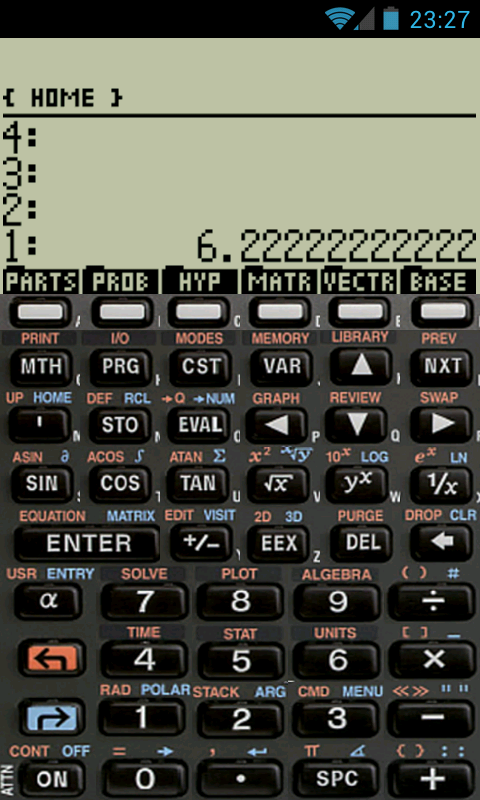 23:27
{ HOME }
4:
3:
2:
1: 6.22222222222
PARTS PROB HYP MATR VECTR BASE
PRINT I/O MODES MEMORY LIBRARY PREV
MTH PRG CST VAR ▲ NXT
UP HOME DEF RCL →Q →NUM GRAPH REVIEW SWAP
' STO EVAL ◀ ▼ ▶
N O P Q
ASIN ∂ ACOS ∫ ATAN Σ x² ˣ√y 10ˣ LOG eˣ LN
SIN COS TAN √x yˣ 1/x
S T U V W X
EQUATION MATRIX EDIT VISIT 2D 3D PURGE DROP CLR
ENTER +/− EEX DEL ←
Y Z
USR ENTRY SOLVE PLOT ALGEBRA ( ) #
α 7 8 9 ÷
TIME STAT UNITS [ ] _
4 5 6 ×
RAD POLAR STACK ARG CMD MENU « » " "
1 2 3 −
CONT OFF = → , ↵ π ∡ { } : :
ATTN ON 0 . SPC +